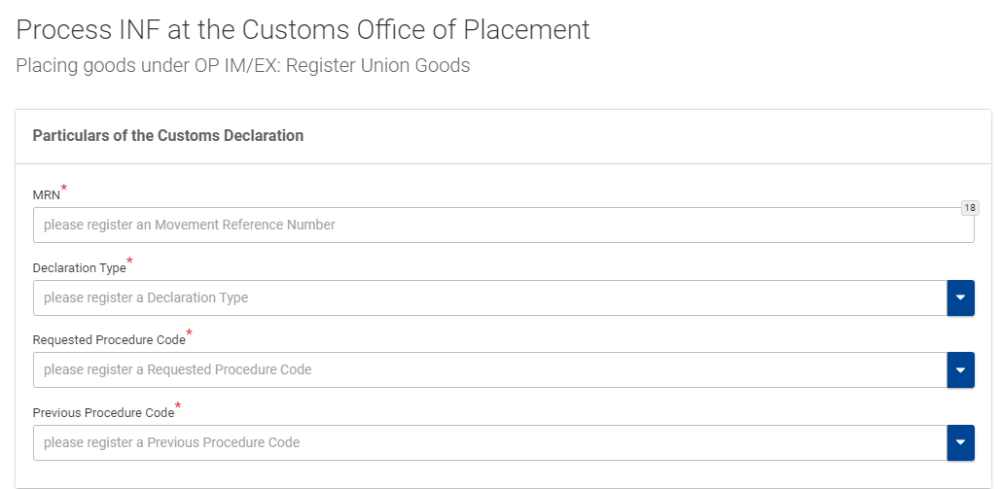 Process INF at the Customs Office of Placement
Placing goods under OP IM/EX: Register Union Goods
Particulars of the Customs Declaration
MRN*
18
please register an Movement Reference Number
Declaration Type*
please register a Declaration Type
Requested Procedure Code*
please register a Requested Procedure Code
Previous Procedure Code*
please register a Previous Procedure Code